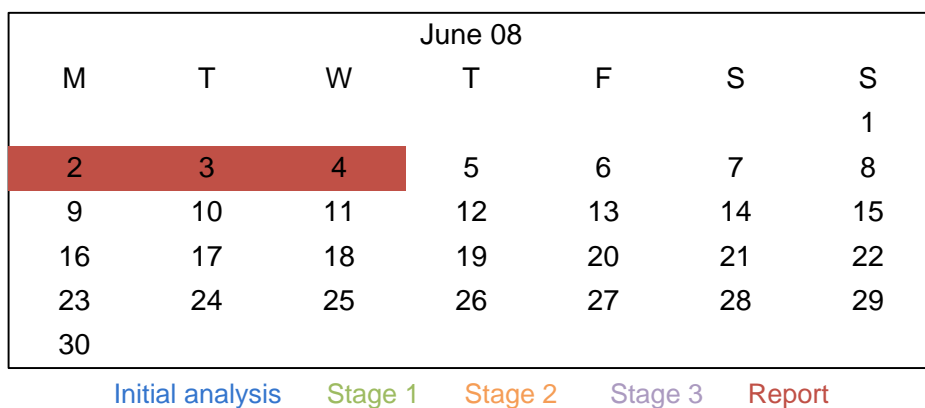 June 08
M T W T F S S
1
2 3 4 5 6 7 8
9 10 11 12 13 14 15
16 17 18 19 20 21 22
23 24 25 26 27 28 29
30
Initial analysis Stage 1 Stage 2 Stage 3 Report